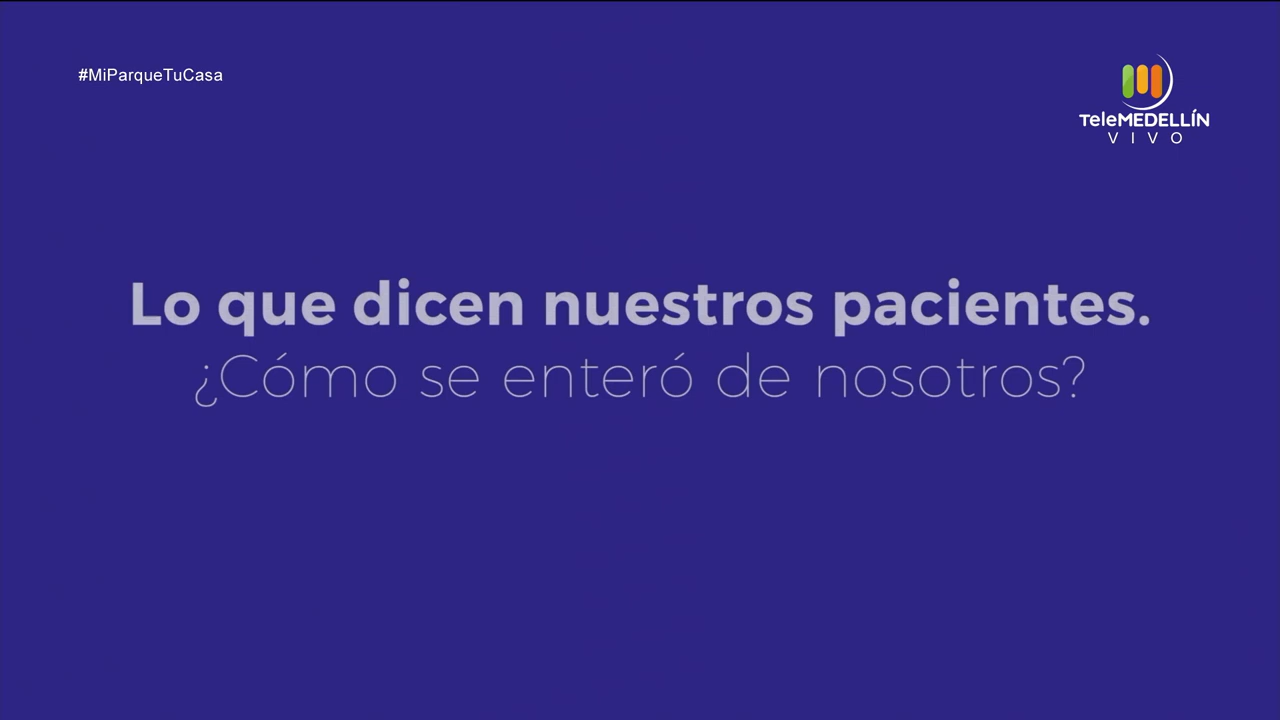 #MiParqueTuCasa
TeleMEDELLÍN
VIVO
Lo que dicen nuestros pacientes.
¿Cómo se enteró de nosotros?